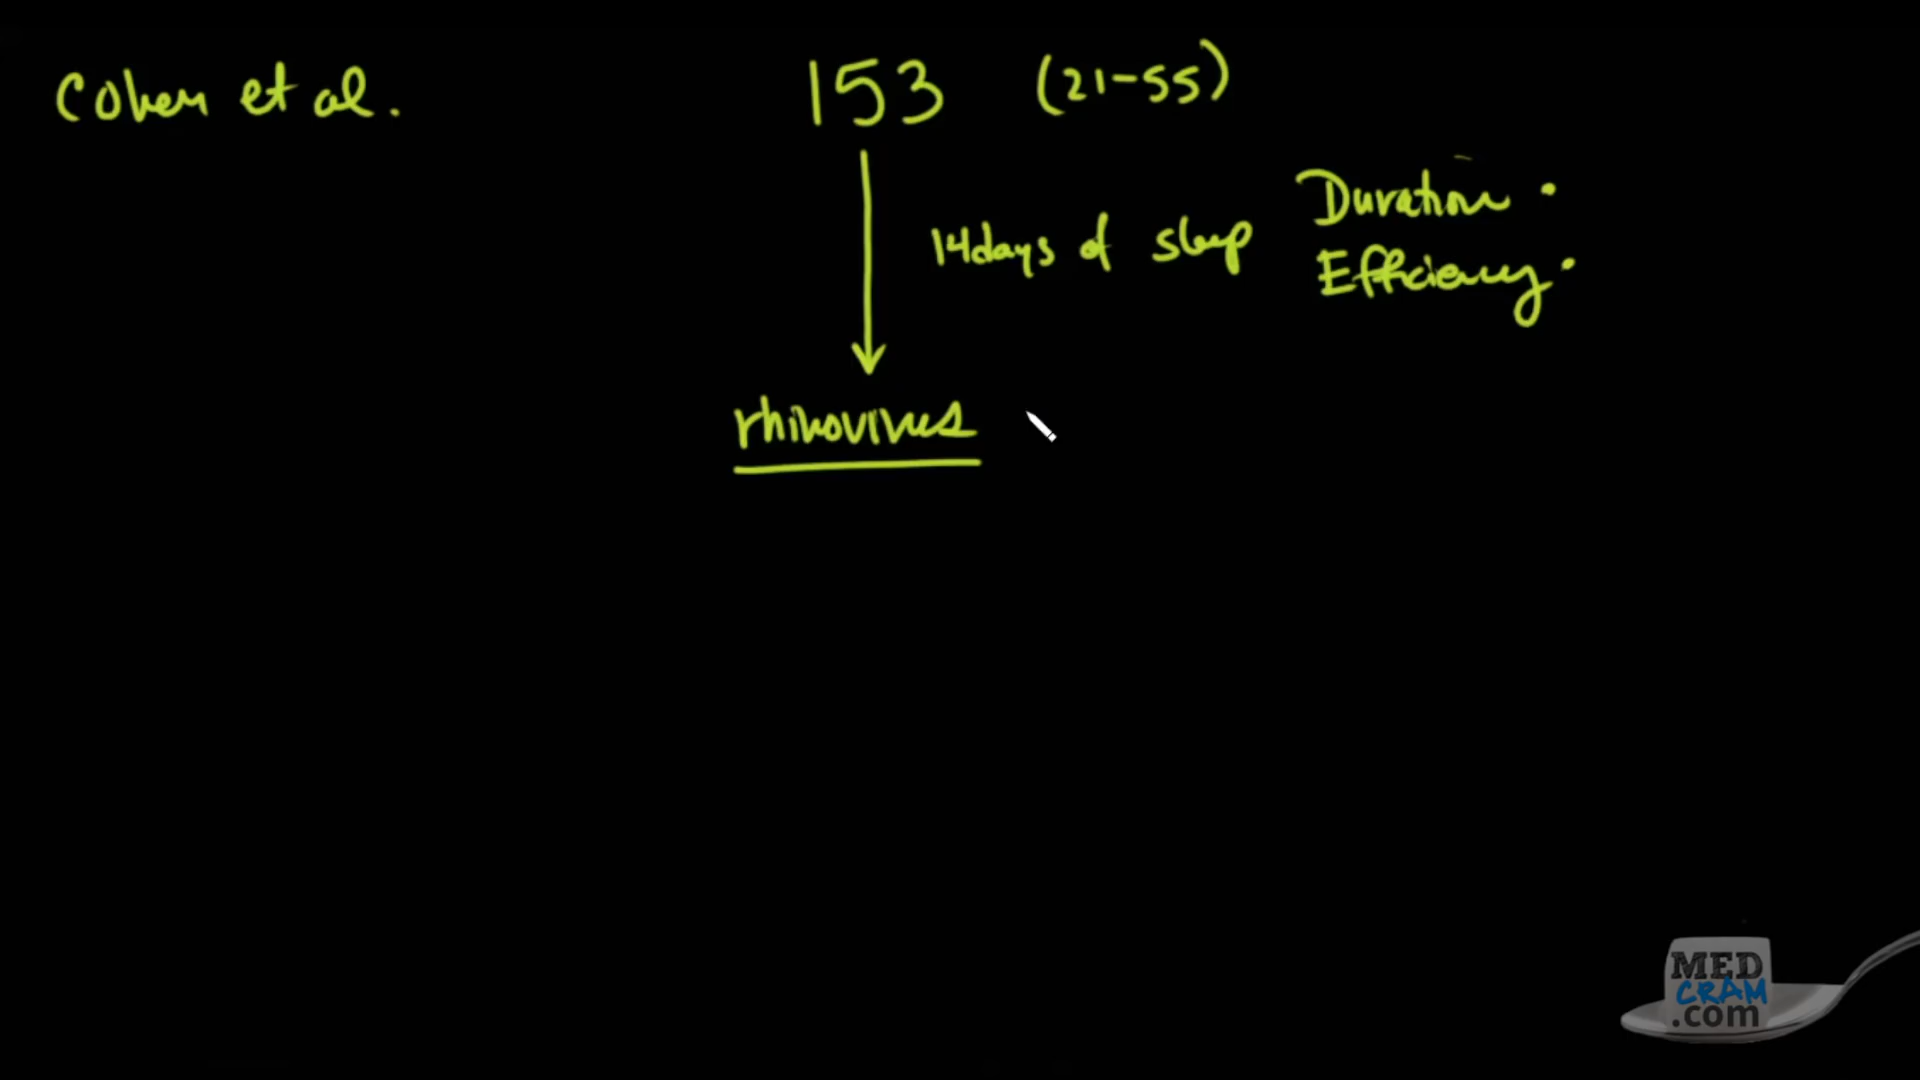 Cohen et al.
153 (21-55)
14days of sleep
Duration
Efficiency
rhinovirus
MED
CRAM
.com